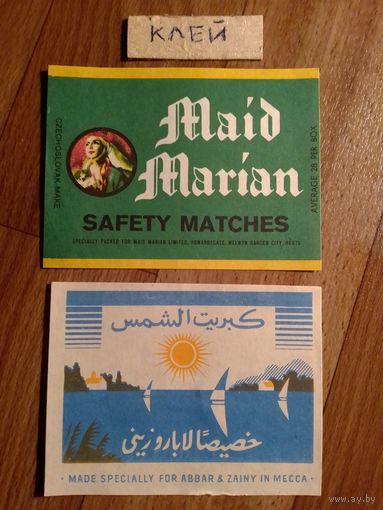 КЛЕЙ
Maid
Marian
CZECHOSLOVAK MAKE
AVERAGE 28 PER BOX
SAFETY MATCHES
SPECIALLY PACKED FOR MAID MARIAN LIMITED, HOWARDSGATE, WELWYN GARDEN CITY, HERTS
كبريت الشمس
خصيصًا لابار وزيني
· MADE SPECIALLY FOR ABBAR & ZAINY IN MECCA ·
www.ay.by